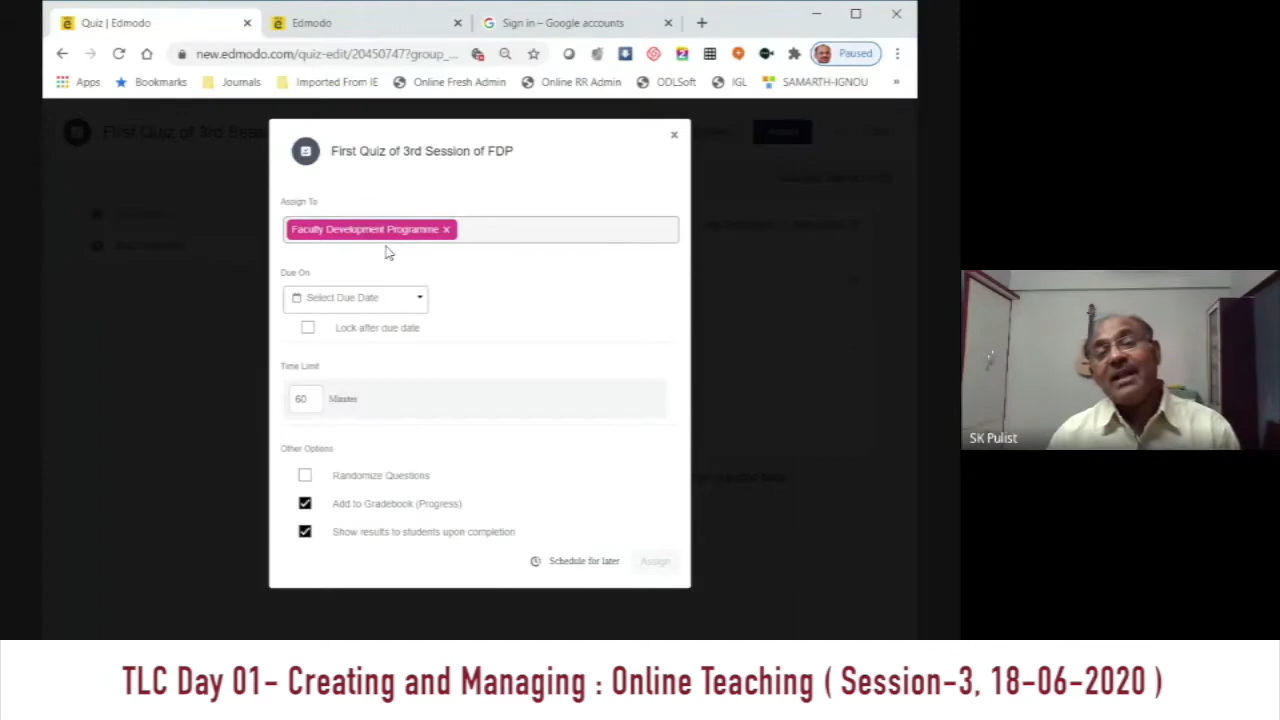 Quiz | Edmodo
Edmodo
Sign in – Google accounts
new.edmodo.com/quiz-edit/20450747?group_...
Paused
Apps
Bookmarks
Journals
Imported From IE
Online Fresh Admin
Online RR Admin
ODLSoft
IGL
SAMARTH-IGNOU
»
First Quiz of 3rd Sess
First Quiz of 3rd Session of FDP
Assign To
Faculty Development Programme ×
Due On
Select Due Date
Lock after due date
Time Limit
60 Minutes
Other Options
Randomize Questions
Add to Gradebook (Progress)
Show results to students upon completion
Schedule for later
Assign
SK Pulist
TLC Day 01- Creating and Managing : Online Teaching ( Session-3, 18-06-2020 )